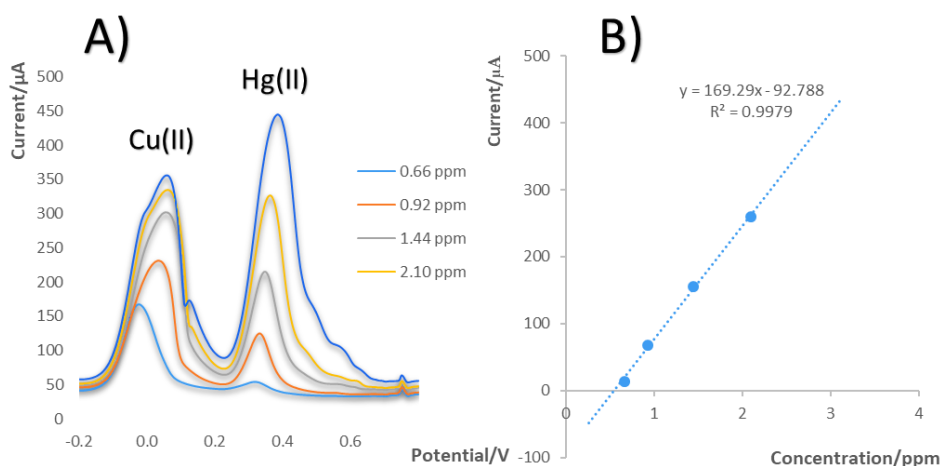 A)
Current/μA
500
450
400
350
300
250
200
150
100
50
0
-0.2
0.0
0.2
0.4
0.6
Potential/V
Cu(II)
Hg(II)
0.66 ppm
0.92 ppm
1.44 ppm
2.10 ppm
B)
Current/μA
500
400
300
200
100
0
-100
0
1
2
3
4
Concentration/ppm
y = 169.29x - 92.788
R² = 0.9979